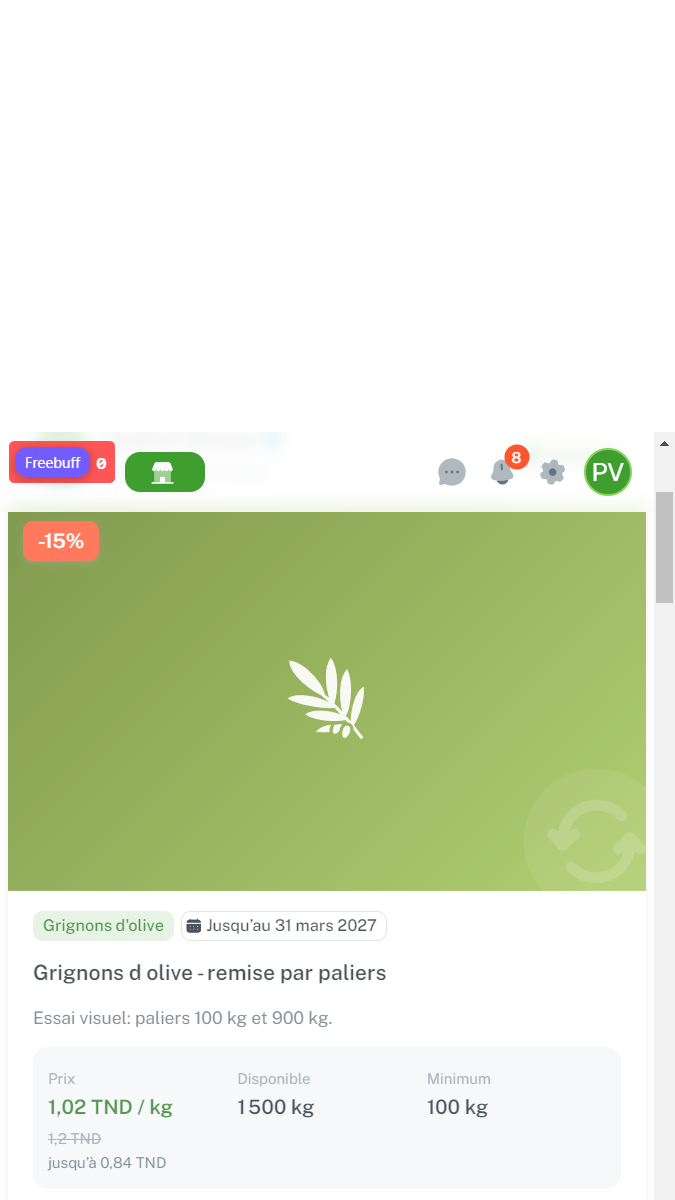 Freebuff 0
8
PV
-15%
Grignons d'olive
Jusqu'au 31 mars 2027
Grignons d olive - remise par paliers
Essai visuel: paliers 100 kg et 900 kg.
Prix Disponible Minimum
1,02 TND / kg 1 500 kg 100 kg
1,2 TND
jusqu'à 0,84 TND